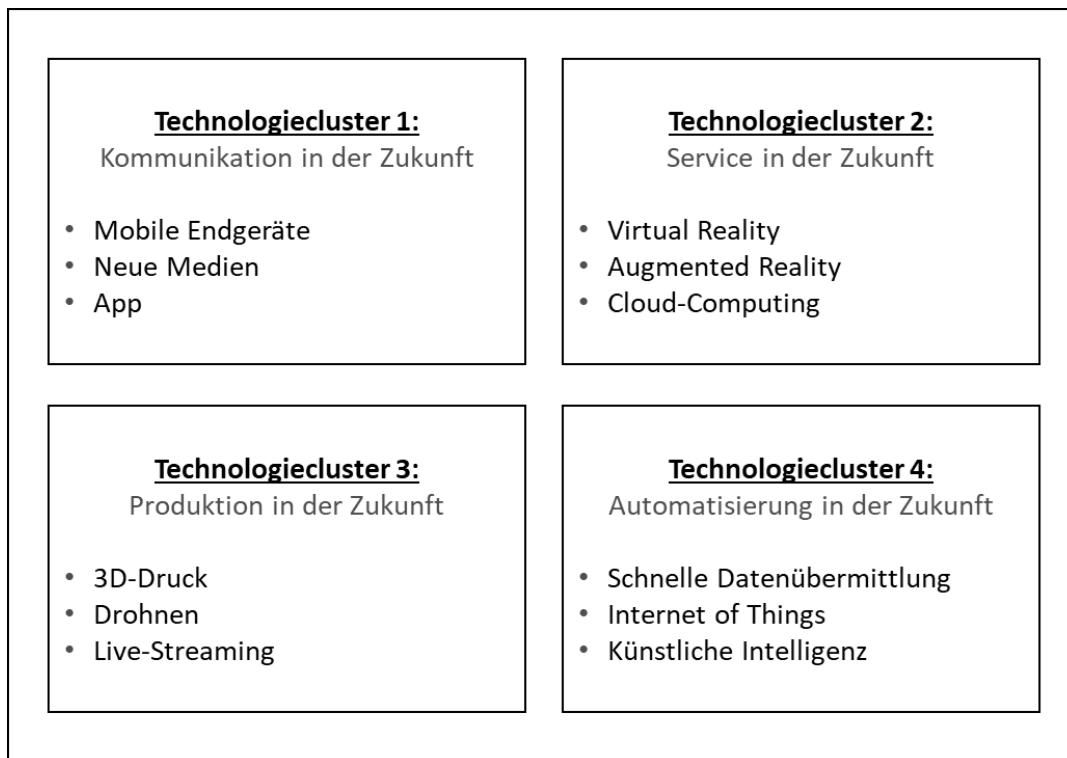 Technologiecluster 1:
Kommunikation in der Zukunft
• Mobile Endgeräte
• Neue Medien
• App
Technologiecluster 2:
Service in der Zukunft
• Virtual Reality
• Augmented Reality
• Cloud-Computing
Technologiecluster 3:
Produktion in der Zukunft
• 3D-Druck
• Drohnen
• Live-Streaming
Technologiecluster 4:
Automatisierung in der Zukunft
• Schnelle Datenübermittlung
• Internet of Things
• Künstliche Intelligenz